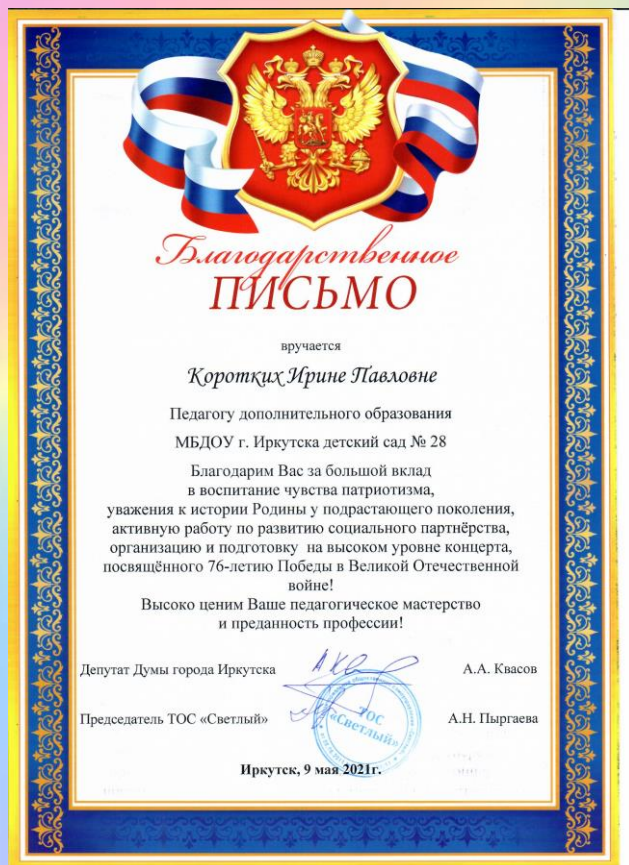 Благодарственное
ПИСЬМО
вручается
Коротких Ирине Павловне
Педагогу дополнительного образования
МБДОУ г. Иркутска детский сад № 28
Благодарим Вас за большой вклад
в воспитание чувства патриотизма,
уважения к истории Родины у подрастающего поколения,
активную работу по развитию социального партнёрства,
организацию и подготовку на высоком уровне концерта,
посвящённого 76-летию Победы в Великой Отечественной
войне!
Высоко ценим Ваше педагогическое мастерство
и преданность профессии!
Депутат Думы города Иркутска А.А. Квасов
Председатель ТОС «Светлый» А.Н. Пыргаева
ТОС
«Светлый»
Иркутск, 9 мая 2021г.